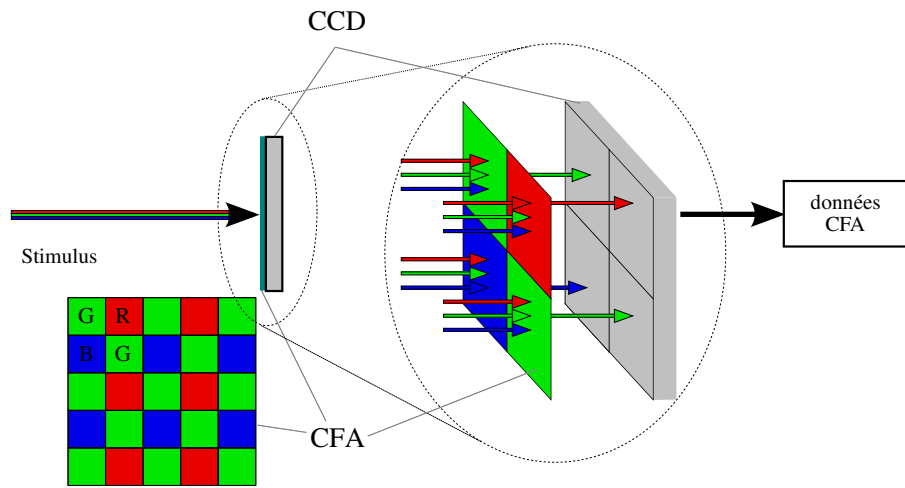 CCD
Stimulus
données
CFA
G R
B G
CFA